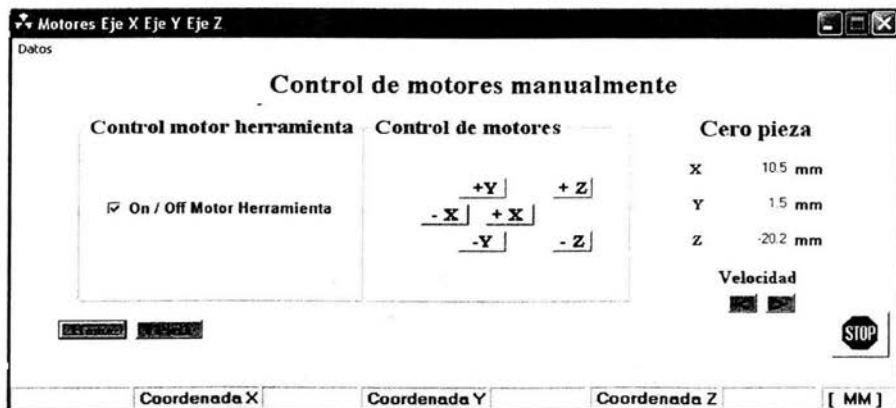 Motores Eje X Eje Y Eje Z
Datos
Control de motores manualmente
Control motor herramienta
Control de motores
Cero pieza
On / Off Motor Herramienta
+Y
+ Z
- X
+ X
-Y
- Z
X 10.5 mm
Y 1.5 mm
Z -20.2 mm
Velocidad
STOP
Coordenada X
Coordenada Y
Coordenada Z
[ MM ]